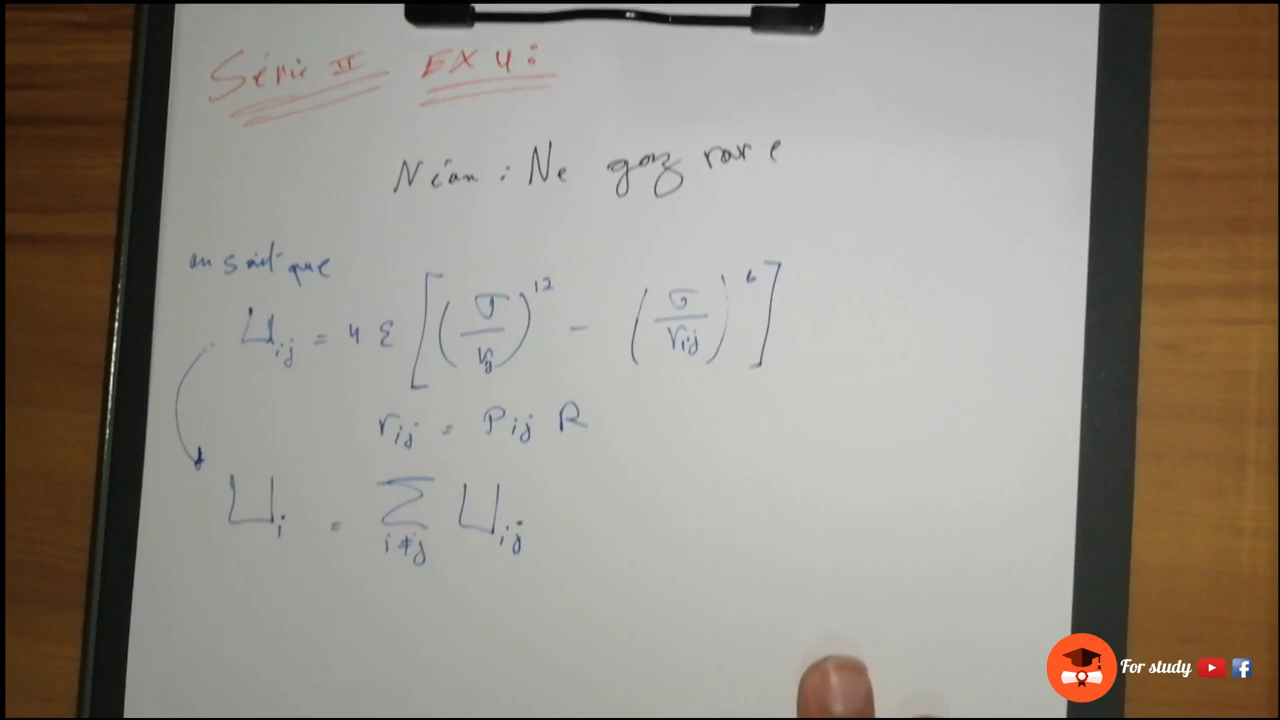 Série II EX 4:
Néon : Ne gaz rare
on sait que
U_ij = 4 ε [ (σ/r_ij)^12 - (σ/r_ij)^6 ]
r_ij = P_ij R
U_i = Σ_{i≠j} U_ij
For study